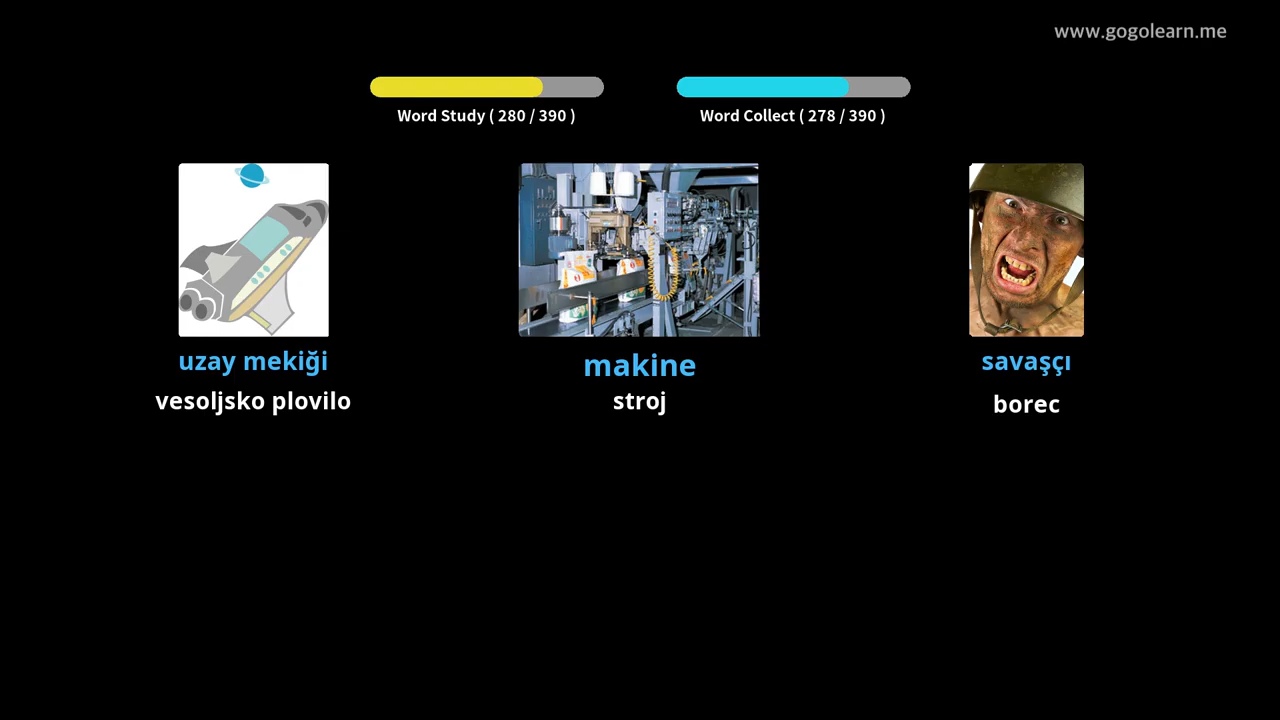 www.gogolearn.me
Word Study ( 280 / 390 )
Word Collect ( 278 / 390 )
uzay mekiği
makine
savaşçı
vesoljsko plovilo
stroj
borec